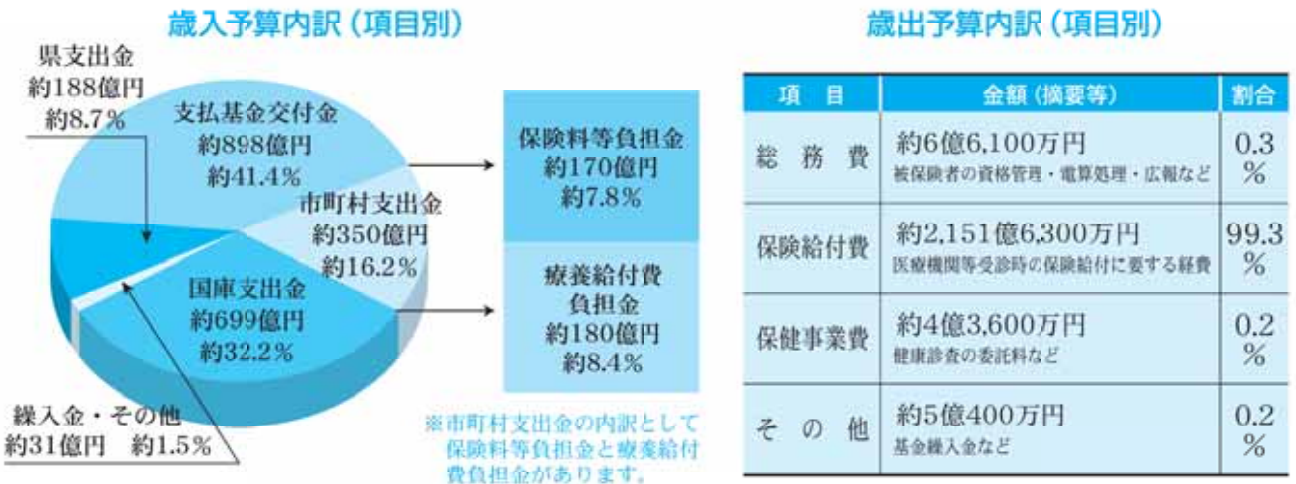 歳入予算内訳（項目別）
県支出金
約188億円
約8.7％
支払基金交付金
約898億円
約41.4％
市町村支出金
約350億円
約16.2％
国庫支出金
約699億円
約32.2％
繰入金・その他
約31億円　約1.5％
保険料等負担金
約170億円
約7.8％
療養給付費
負担金
約180億円
約8.4％
※市町村支出金の内訳として
保険料等負担金と療養給付
費負担金があります。
歳出予算内訳（項目別）
項　目　金額（摘要等）　割合
総　務　費　約6億6,100万円　0.3
被保険者の資格管理・電算処理・広報など　％
保険給付費　約2,151億6,300万円　99.3
医療機関等受診時の保険給付に要する経費　％
保健事業費　約4億3,600万円　0.2
健康診査の委託料など　％
そ　の　他　約5億400万円　0.2
基金繰入金など　％